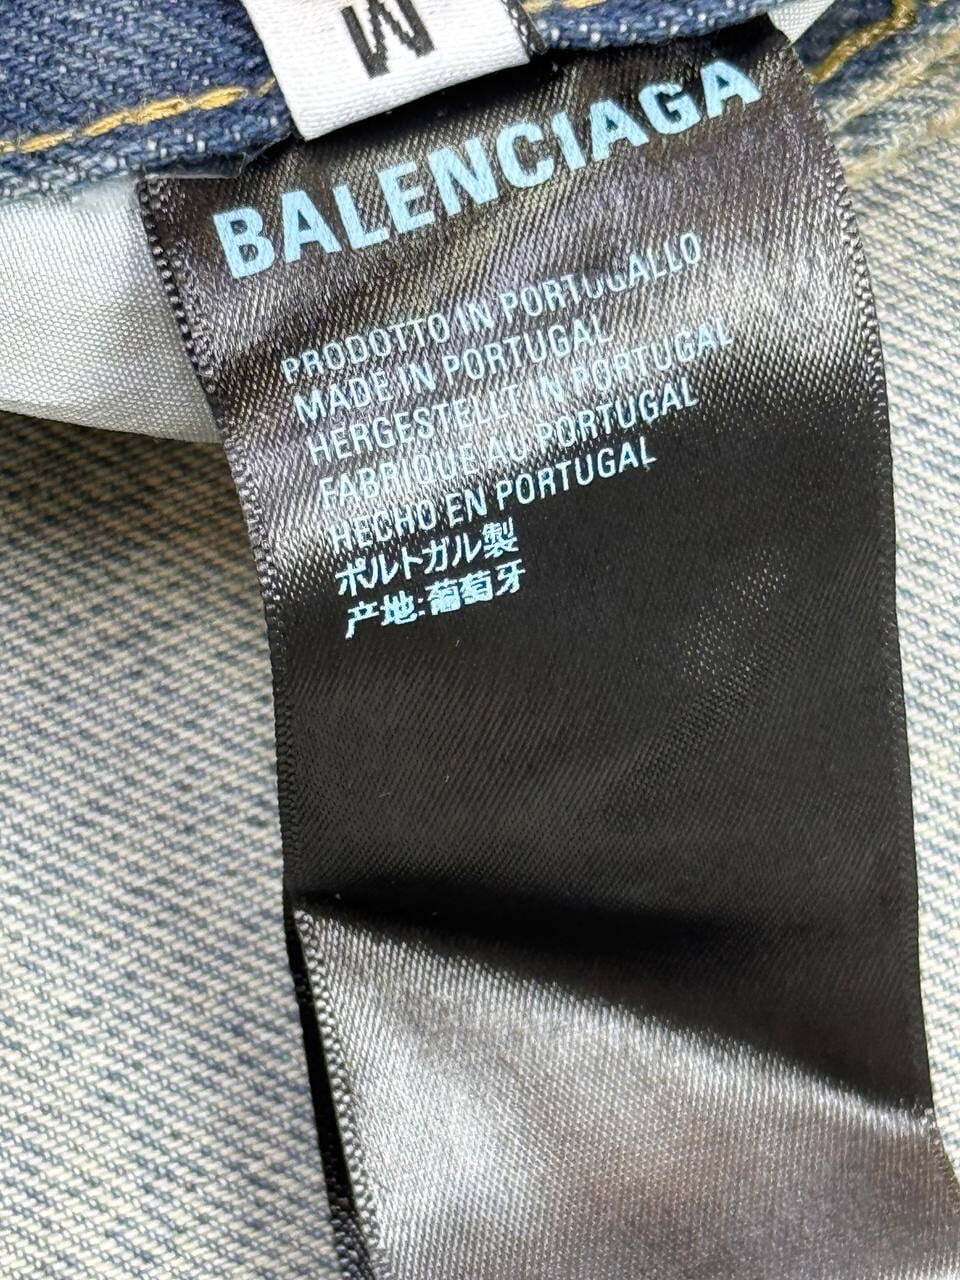 M
BALENCIAGA
PRODOTTO IN PORTUGALLO
MADE IN PORTUGAL
HERGESTELLT IN PORTUGAL
FABRIQUE AU PORTUGAL
HECHO EN PORTUGAL
ポルトガル製
产地:葡萄牙